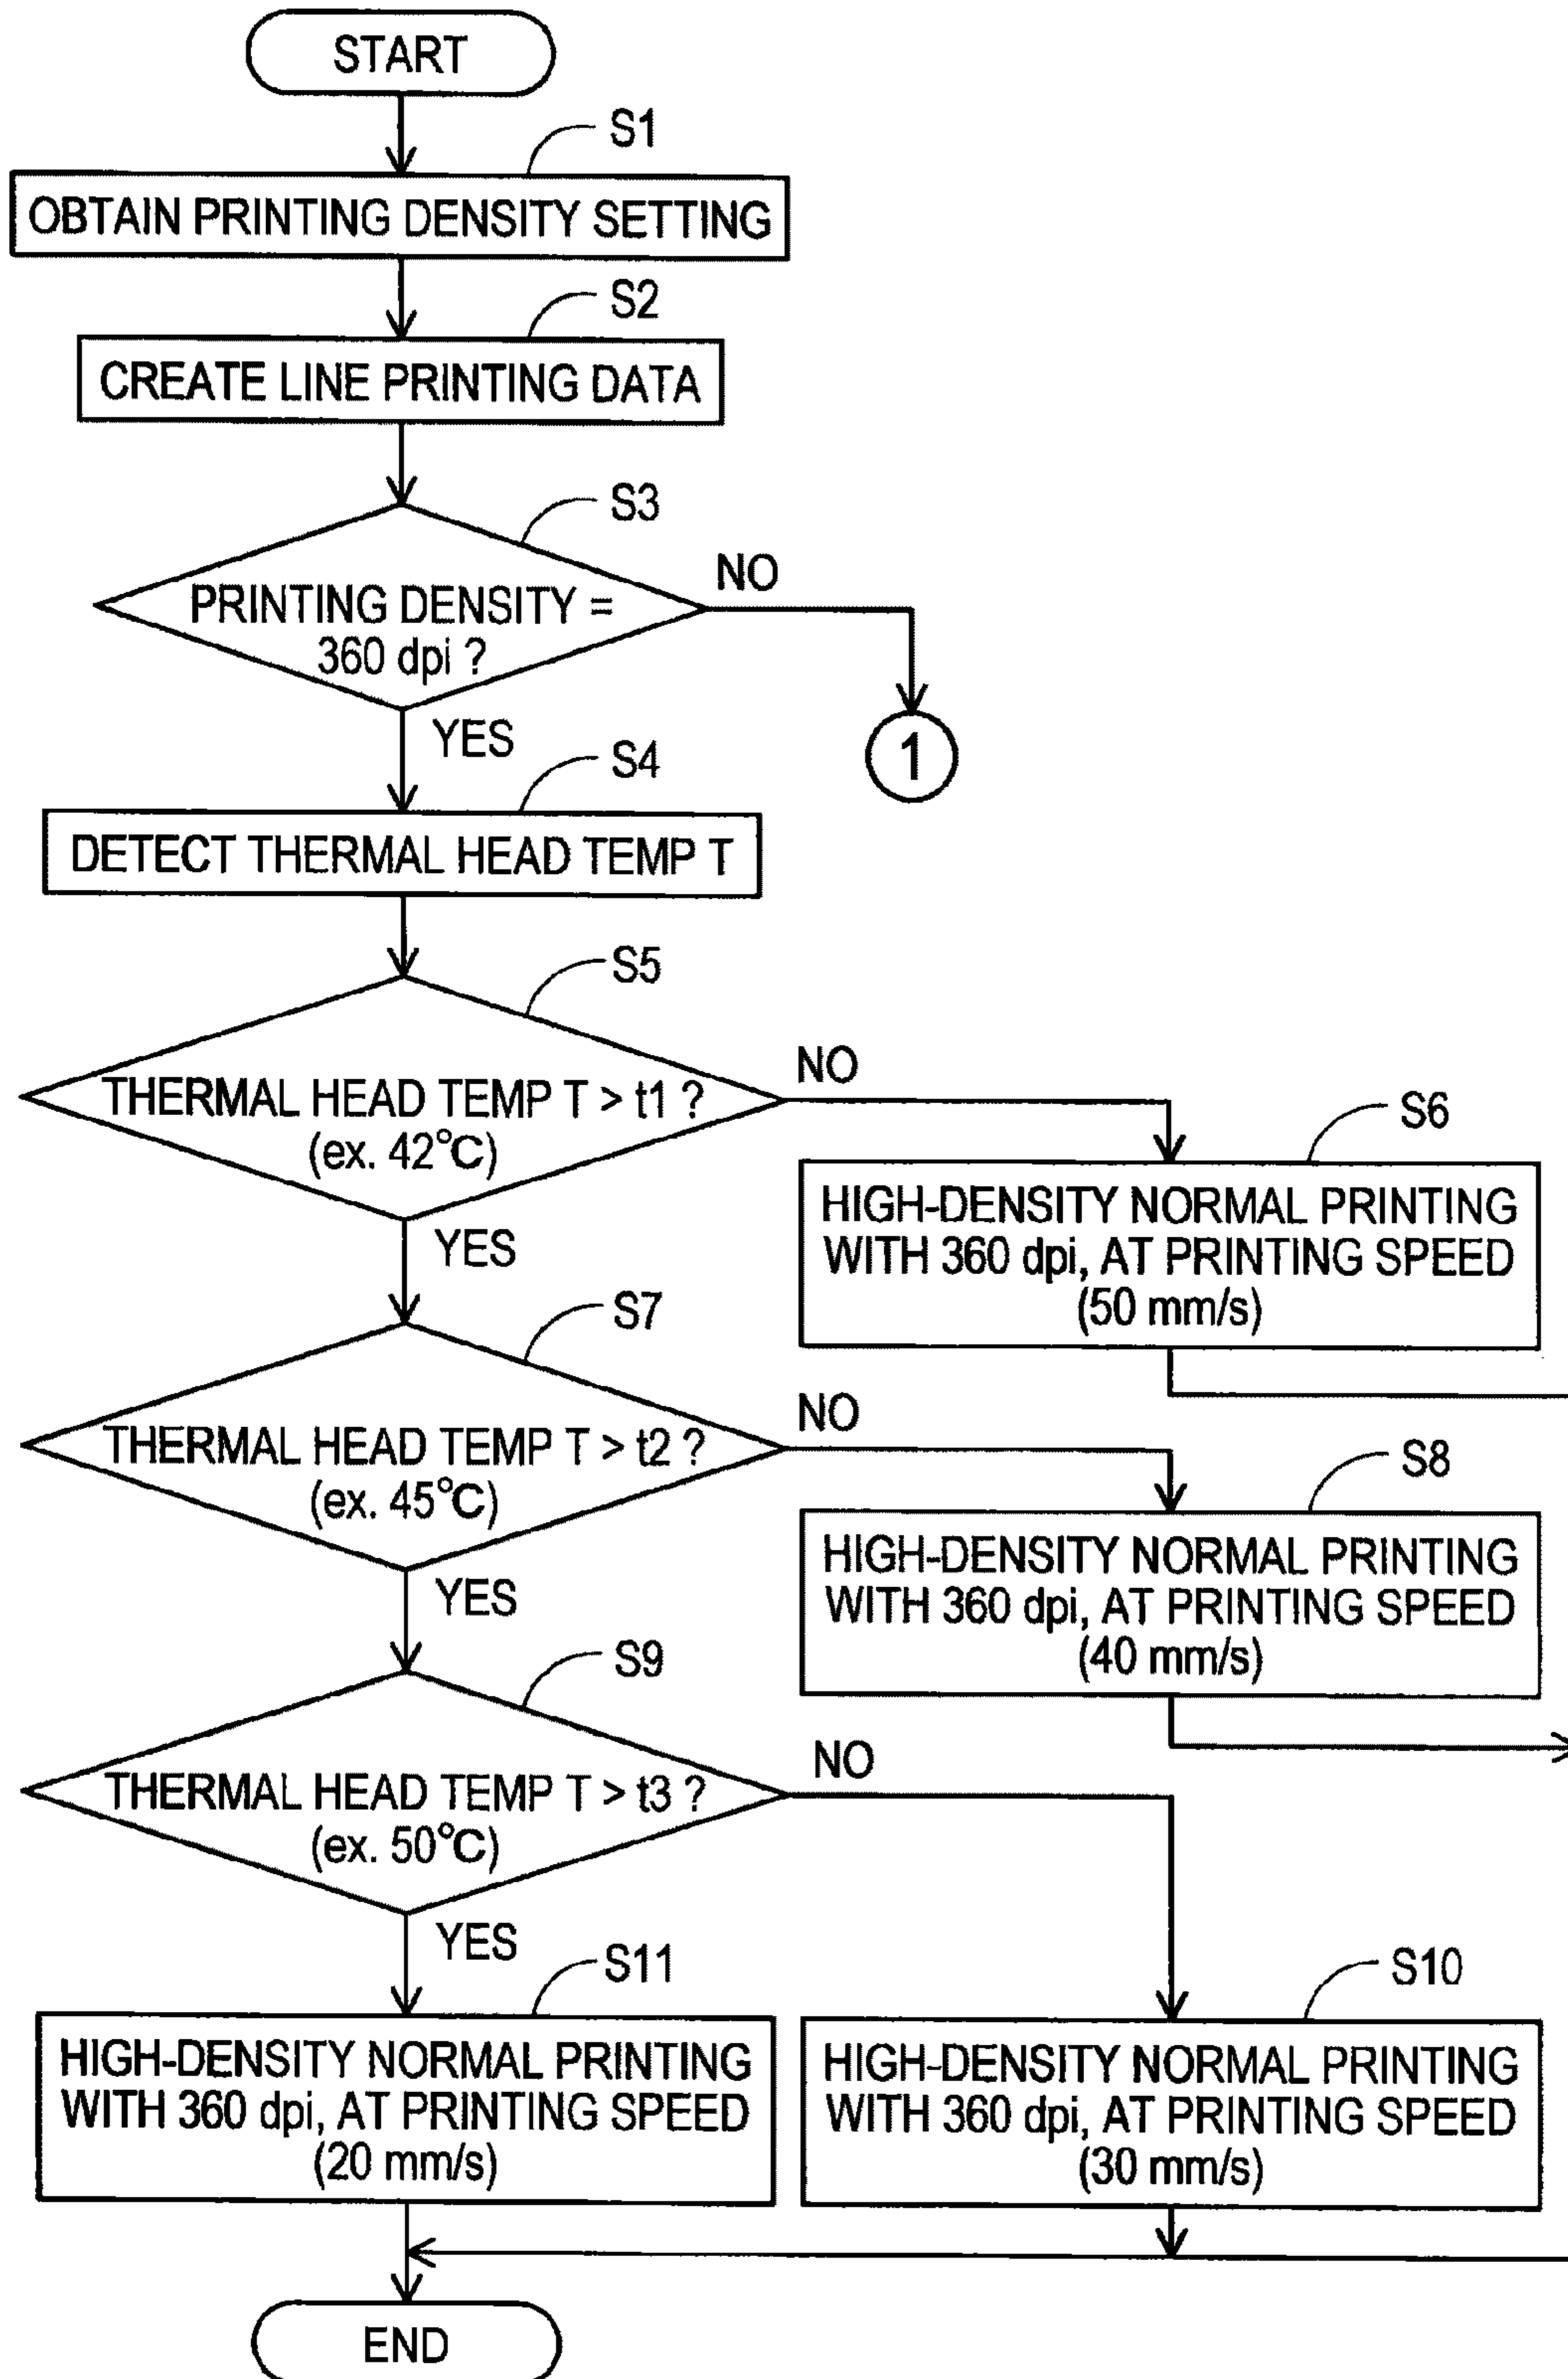 START
S1
OBTAIN PRINTING DENSITY SETTING
S2
CREATE LINE PRINTING DATA
S3
PRINTING DENSITY =
360 dpi ?
NO
1
YES
S4
DETECT THERMAL HEAD TEMP T
S5
THERMAL HEAD TEMP T > t1 ?
(ex. 42°C)
NO
YES
S6
HIGH-DENSITY NORMAL PRINTING
WITH 360 dpi, AT PRINTING SPEED
(50 mm/s)
S7
THERMAL HEAD TEMP T > t2 ?
(ex. 45°C)
NO
YES
S8
HIGH-DENSITY NORMAL PRINTING
WITH 360 dpi, AT PRINTING SPEED
(40 mm/s)
S9
THERMAL HEAD TEMP T > t3 ?
(ex. 50°C)
NO
YES
S11
HIGH-DENSITY NORMAL PRINTING
WITH 360 dpi, AT PRINTING SPEED
(20 mm/s)
S10
HIGH-DENSITY NORMAL PRINTING
WITH 360 dpi, AT PRINTING SPEED
(30 mm/s)
END